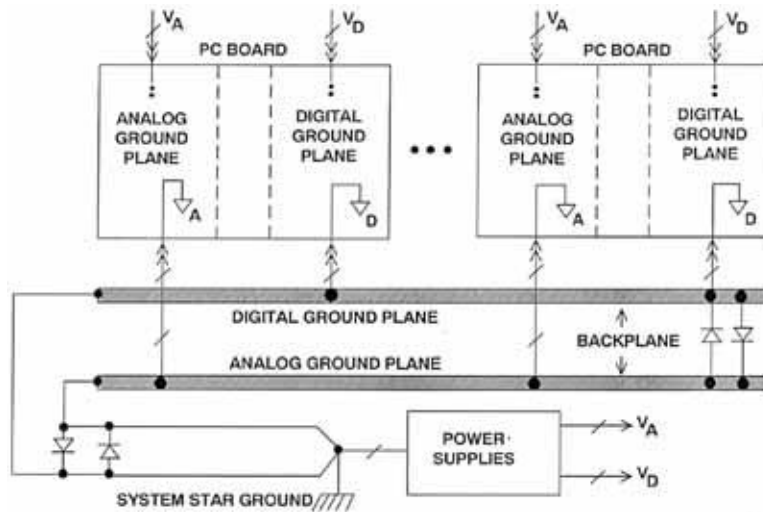 VA
VD
VA
VD
PC BOARD
PC BOARD
ANALOG
GROUND
PLANE
DIGITAL
GROUND
PLANE
ANALOG
GROUND
PLANE
DIGITAL
GROUND
PLANE
A
D
A
D
DIGITAL GROUND PLANE
BACKPLANE
ANALOG GROUND PLANE
POWER
SUPPLIES
VA
VD
SYSTEM STAR GROUND